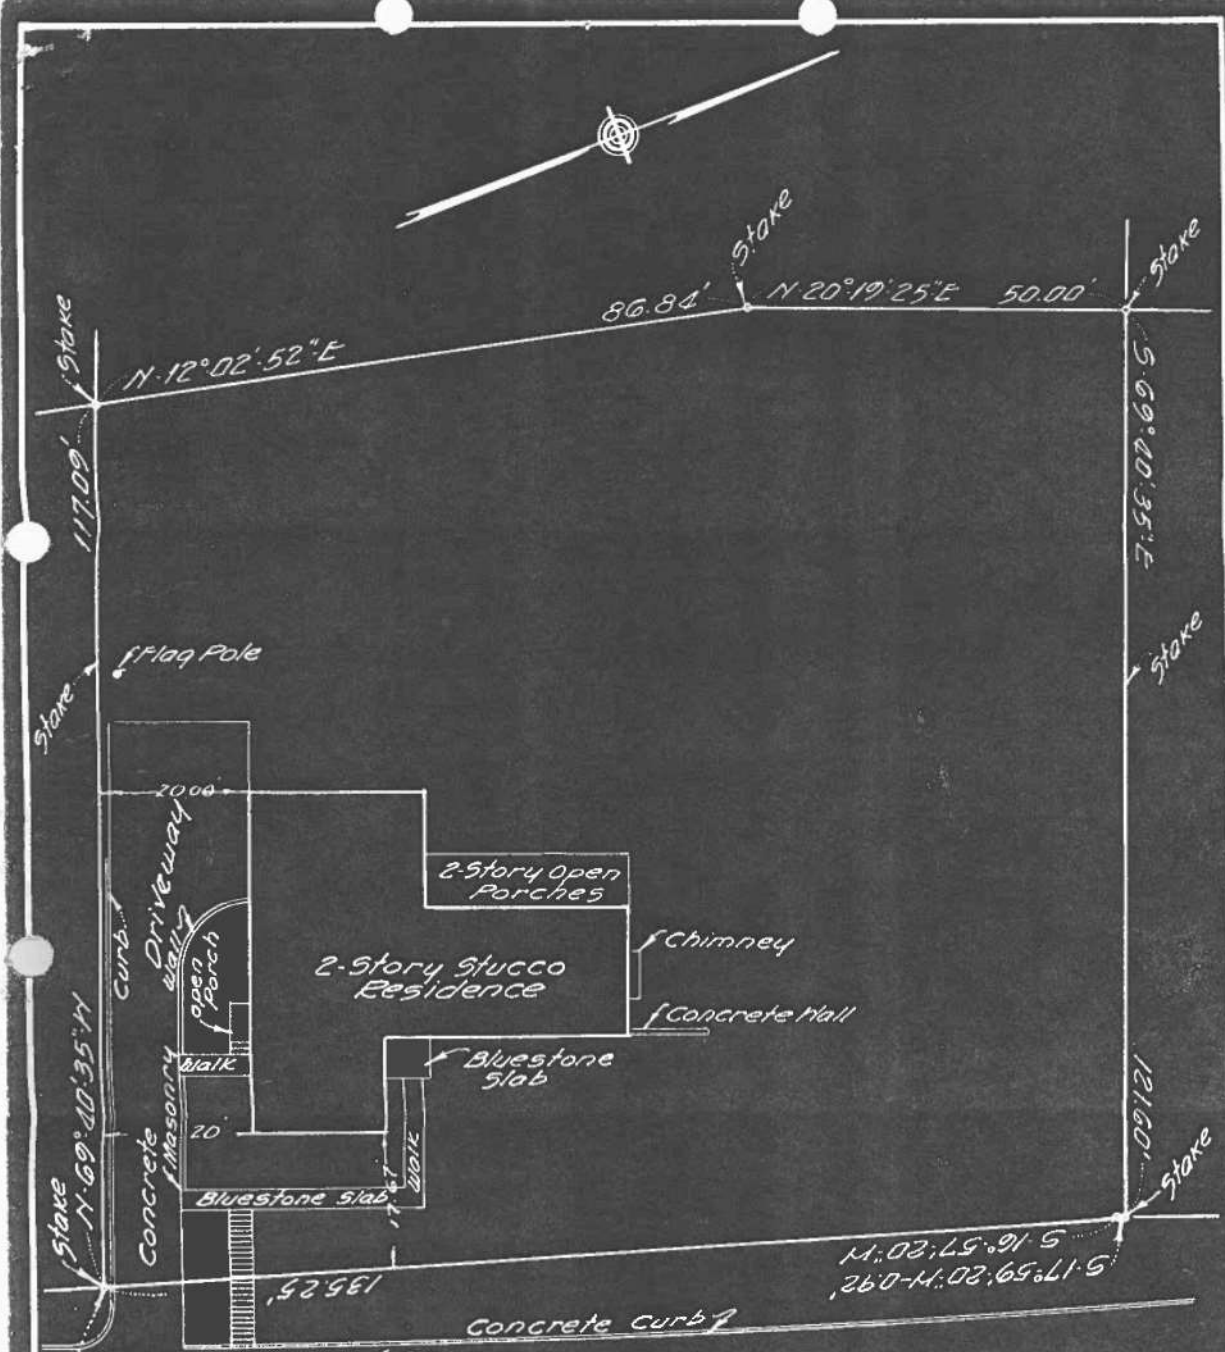 Stake
Stake
Stake
N·12°02'·52"·E
86.84'
N·20°·19'·25"E 50.00'
117.09'
S·69°·40'·35"·E
Flag Pole
Stake
Stake
20.00'
Driveway
Curb
Wall
Open
Porch
2-Story Open
Porches
2-Story Stucco
Residence
Chimney
Concrete Wall
Bluestone
Slab
Walk
Masonry
Concrete
20'
Walk
17.67
Bluestone Slab
N·69°·40'·35"·W
Stake
121.60'
Stake
S·16°·57'·20"·W
S·17°·59'·20"·W-0.92'
135.25'
Concrete Curb